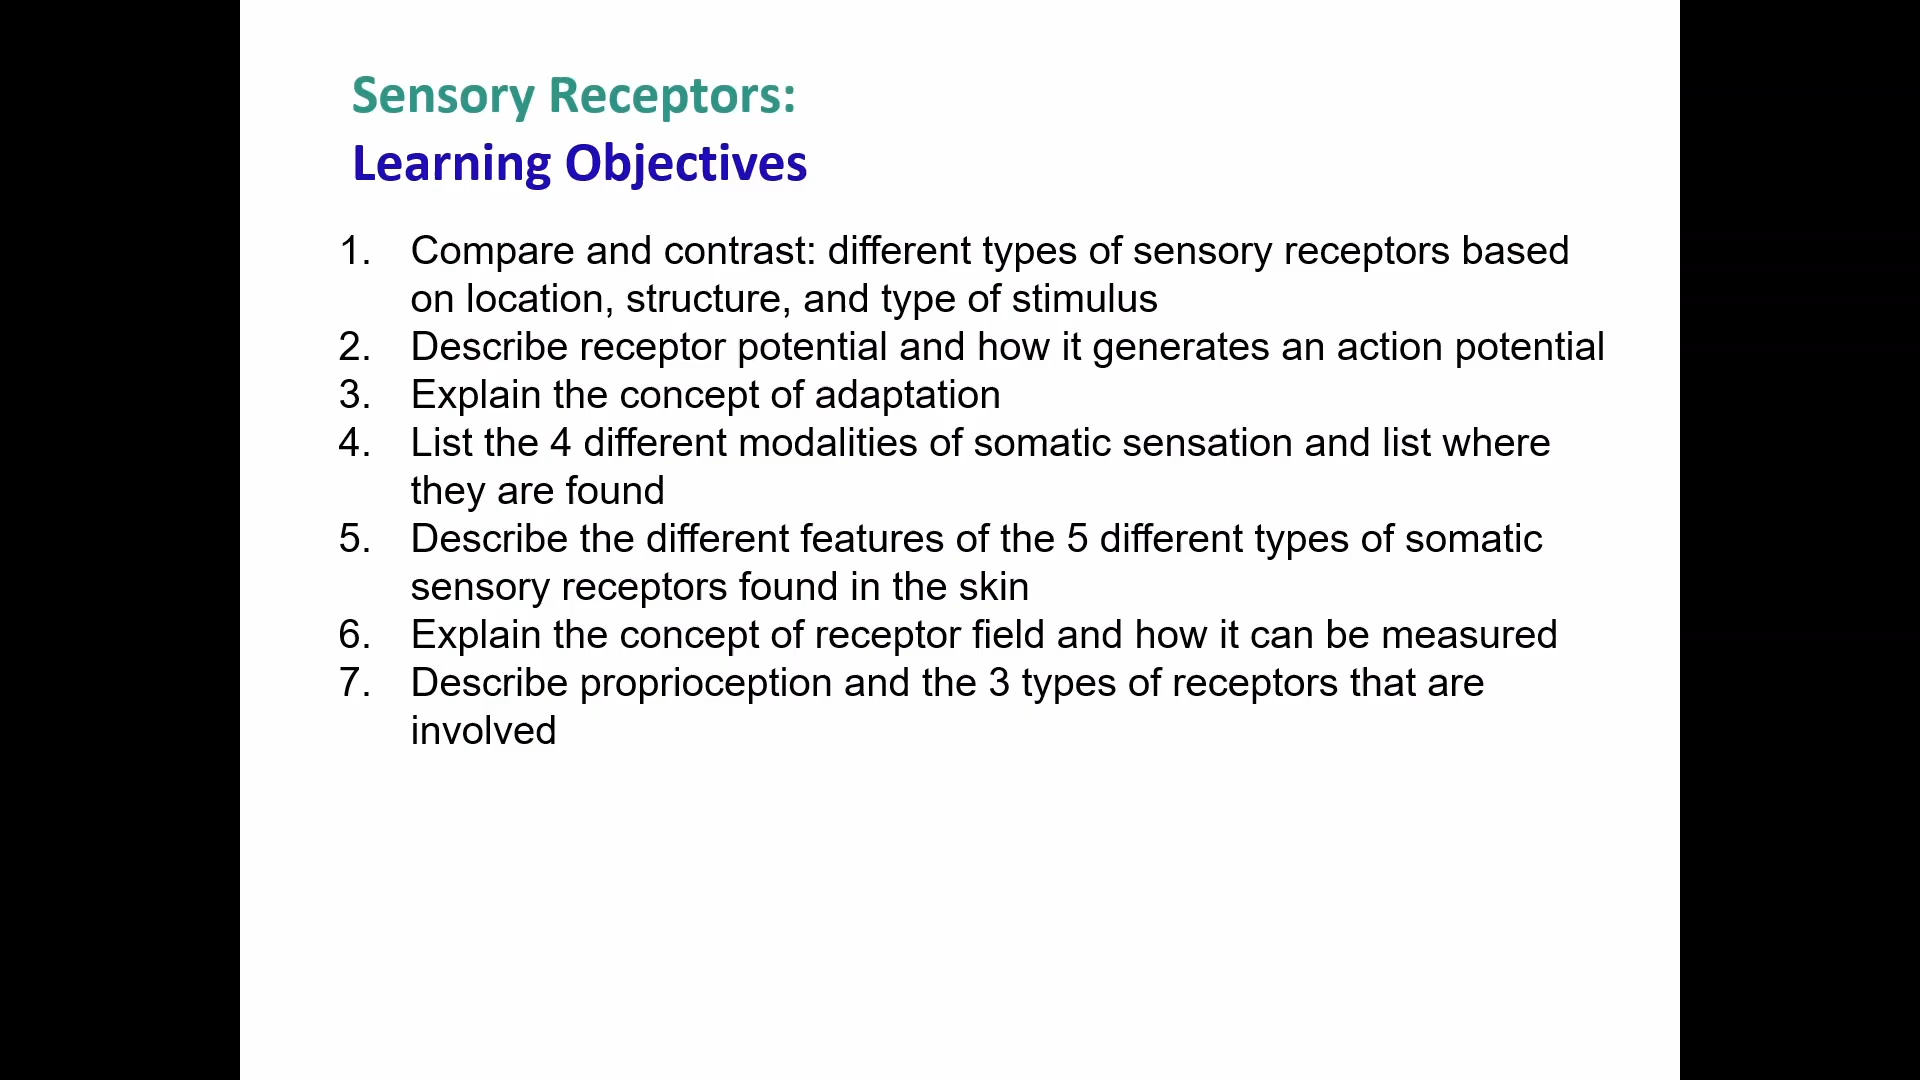 Sensory Receptors:
Learning Objectives
1. Compare and contrast: different types of sensory receptors based
on location, structure, and type of stimulus
2. Describe receptor potential and how it generates an action potential
3. Explain the concept of adaptation
4. List the 4 different modalities of somatic sensation and list where
they are found
5. Describe the different features of the 5 different types of somatic
sensory receptors found in the skin
6. Explain the concept of receptor field and how it can be measured
7. Describe proprioception and the 3 types of receptors that are
involved